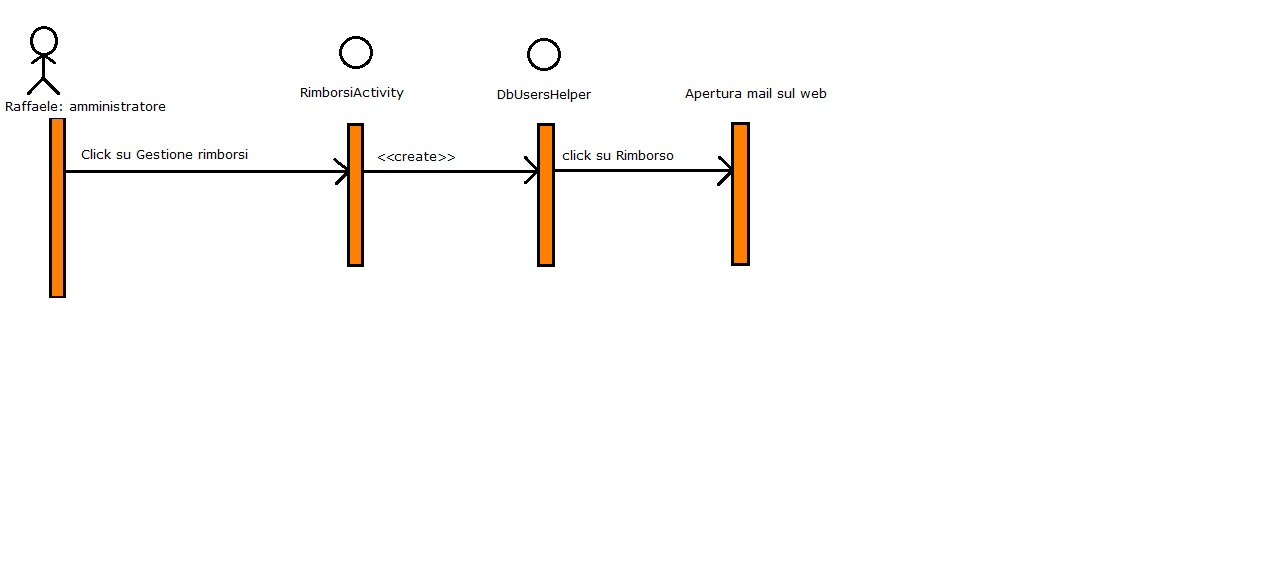 Raffaele: amministratore
RimborsiActivity
DbUsersHelper
Apertura mail sul web
Click su Gestione rimborsi
<<create>>
click su Rimborso